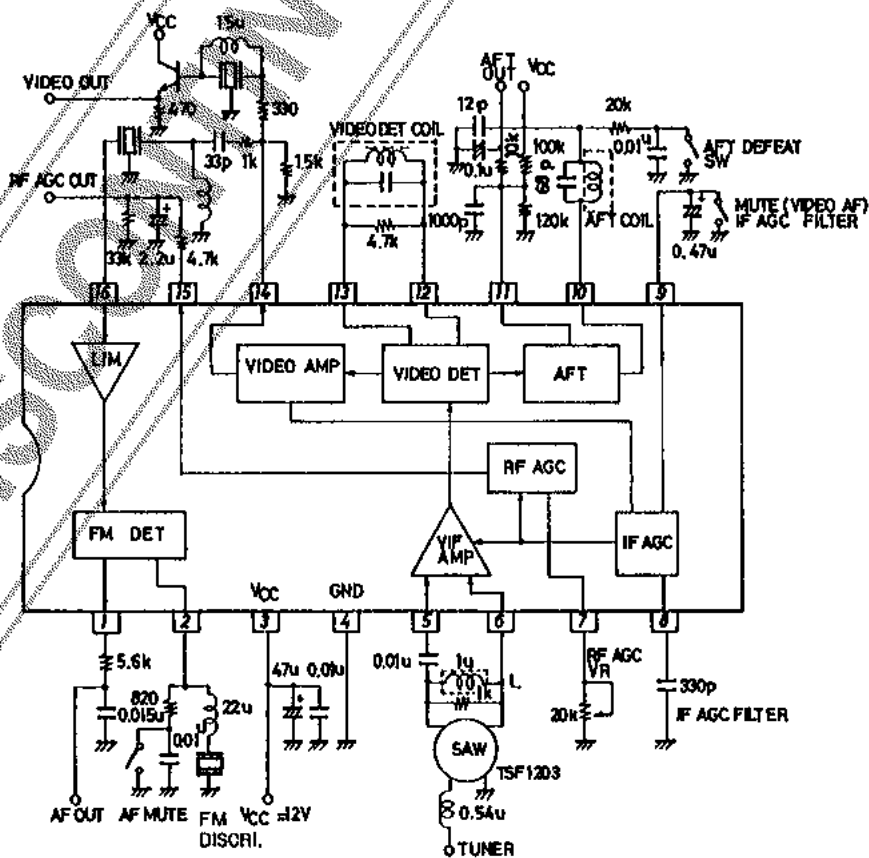 VCC
15u
VIDEO OUT
470
330
33p
1k
1.5k
RF AGC OUT
33k
2.2u
4.7k
VIDEO DET COIL
4.7k
AFT OUT
VCC
12p
0.1u
10k
100k
1000p
120k
AFT COIL
20k
0.01u
AFT DEFEAT SW
MUTE (VIDEO AF)
IF AGC FILTER
0.47u
16
15
14
13
12
11
10
9
LIM
VIDEO AMP
VIDEO DET
AFT
RF AGC
FM DET
VIF AMP
IF AGC
VCC
GND
1
2
3
4
5
6
7
8
5.6k
0.015u
820
0.01u
22u
47u
0.01u
0.01u
1u
1k
L
RF AGC VR
20k
330p
IF AGC FILTER
SAW
TSF1203
0.54u
TUNER
AF OUT
AF MUTE
FM DISCRI.
VCC=12V